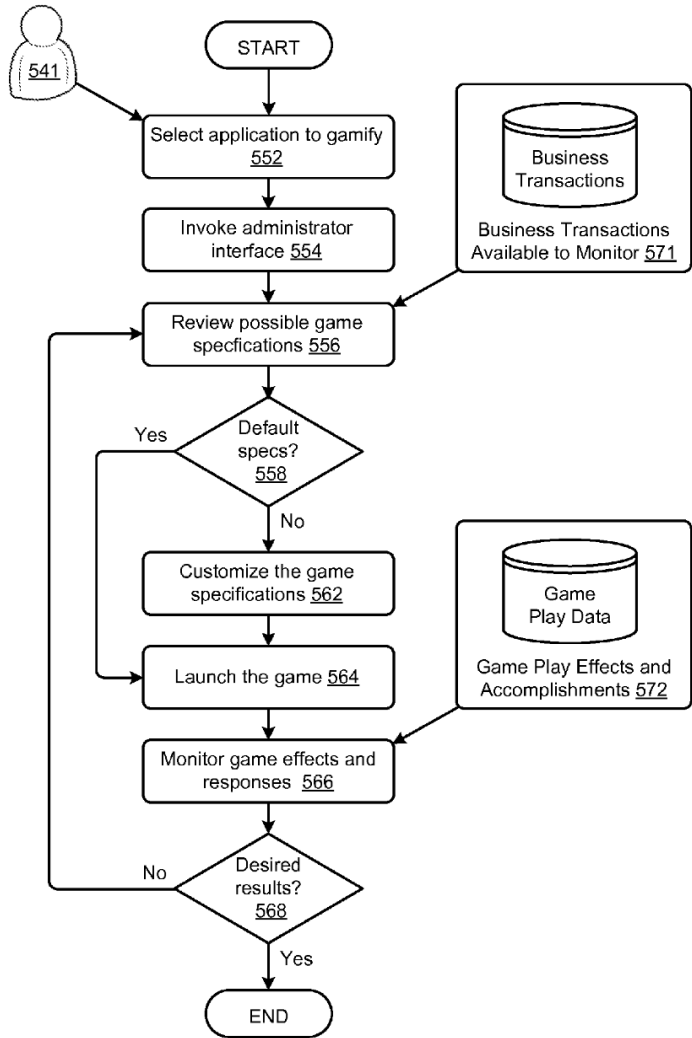 541
START
Select application to gamify
552
Invoke administrator
interface 554
Business
Transactions
Business Transactions
Available to Monitor 571
Review possible game
specfications 556
Default
specs?
558
Yes
No
Customize the game
specifications 562
Game
Play Data
Game Play Effects and
Accomplishments 572
Launch the game 564
Monitor game effects and
responses 566
Desired
results?
568
No
Yes
END